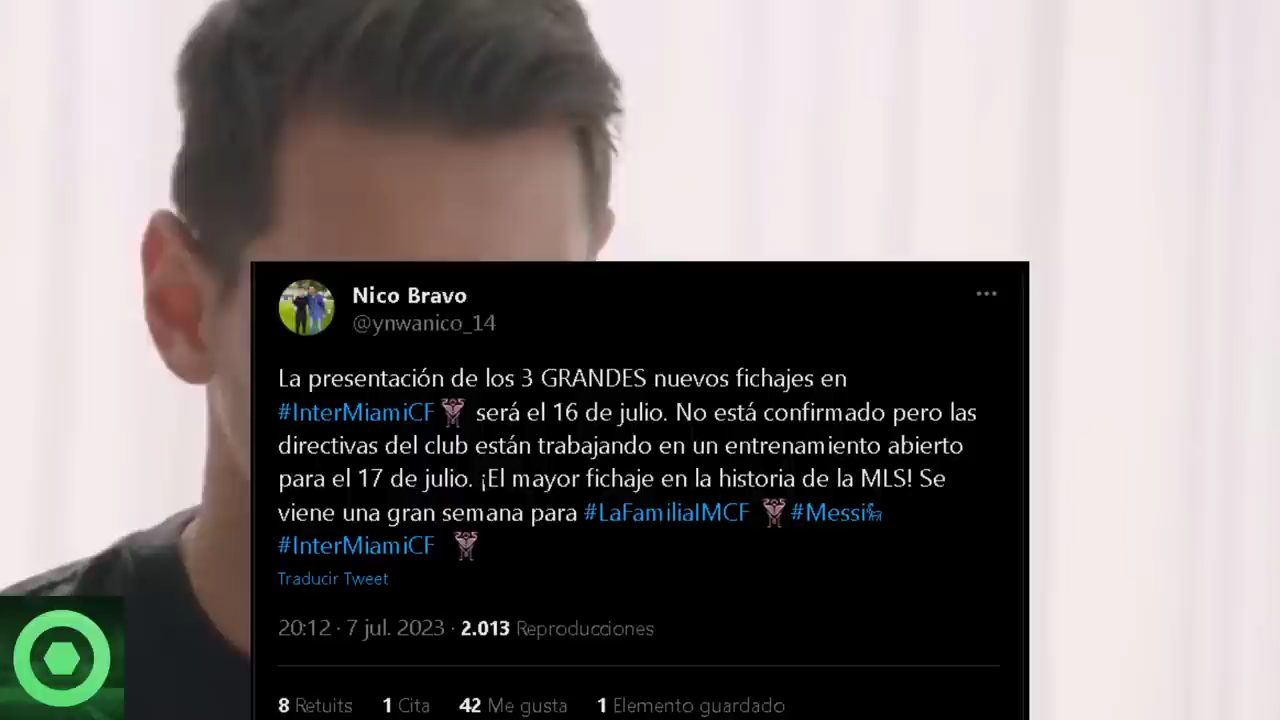 Nico Bravo
@ynwanico_14
La presentación de los 3 GRANDES nuevos fichajes en
#InterMiamiCF será el 16 de julio. No está confirmado pero las
directivas del club están trabajando en un entrenamiento abierto
para el 17 de julio. ¡El mayor fichaje en la historia de la MLS! Se
viene una gran semana para #LaFamiliaIMCF #Messi
#InterMiamiCF
Traducir Tweet
20:12 · 7 jul. 2023 · 2.013 Reproducciones
8 Retuits 1 Cita 42 Me gusta 1 Elemento guardado